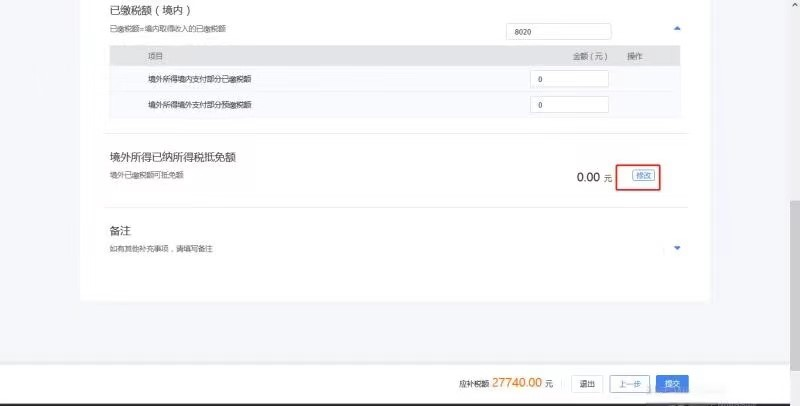 已缴税额（境内）
已缴税额=境内取得收入的已缴税额
8020
项目 金额（元） 操作
境外所得境内支付部分已缴税额 0
境外所得境外支付部分预缴税额 0
境外所得已纳所得税抵免额
境外已缴税额可抵免额
0.00 元 修改
备注
如有其他补充事项，请填写备注
应补税额 27740.00 元 退出 上一步 提交